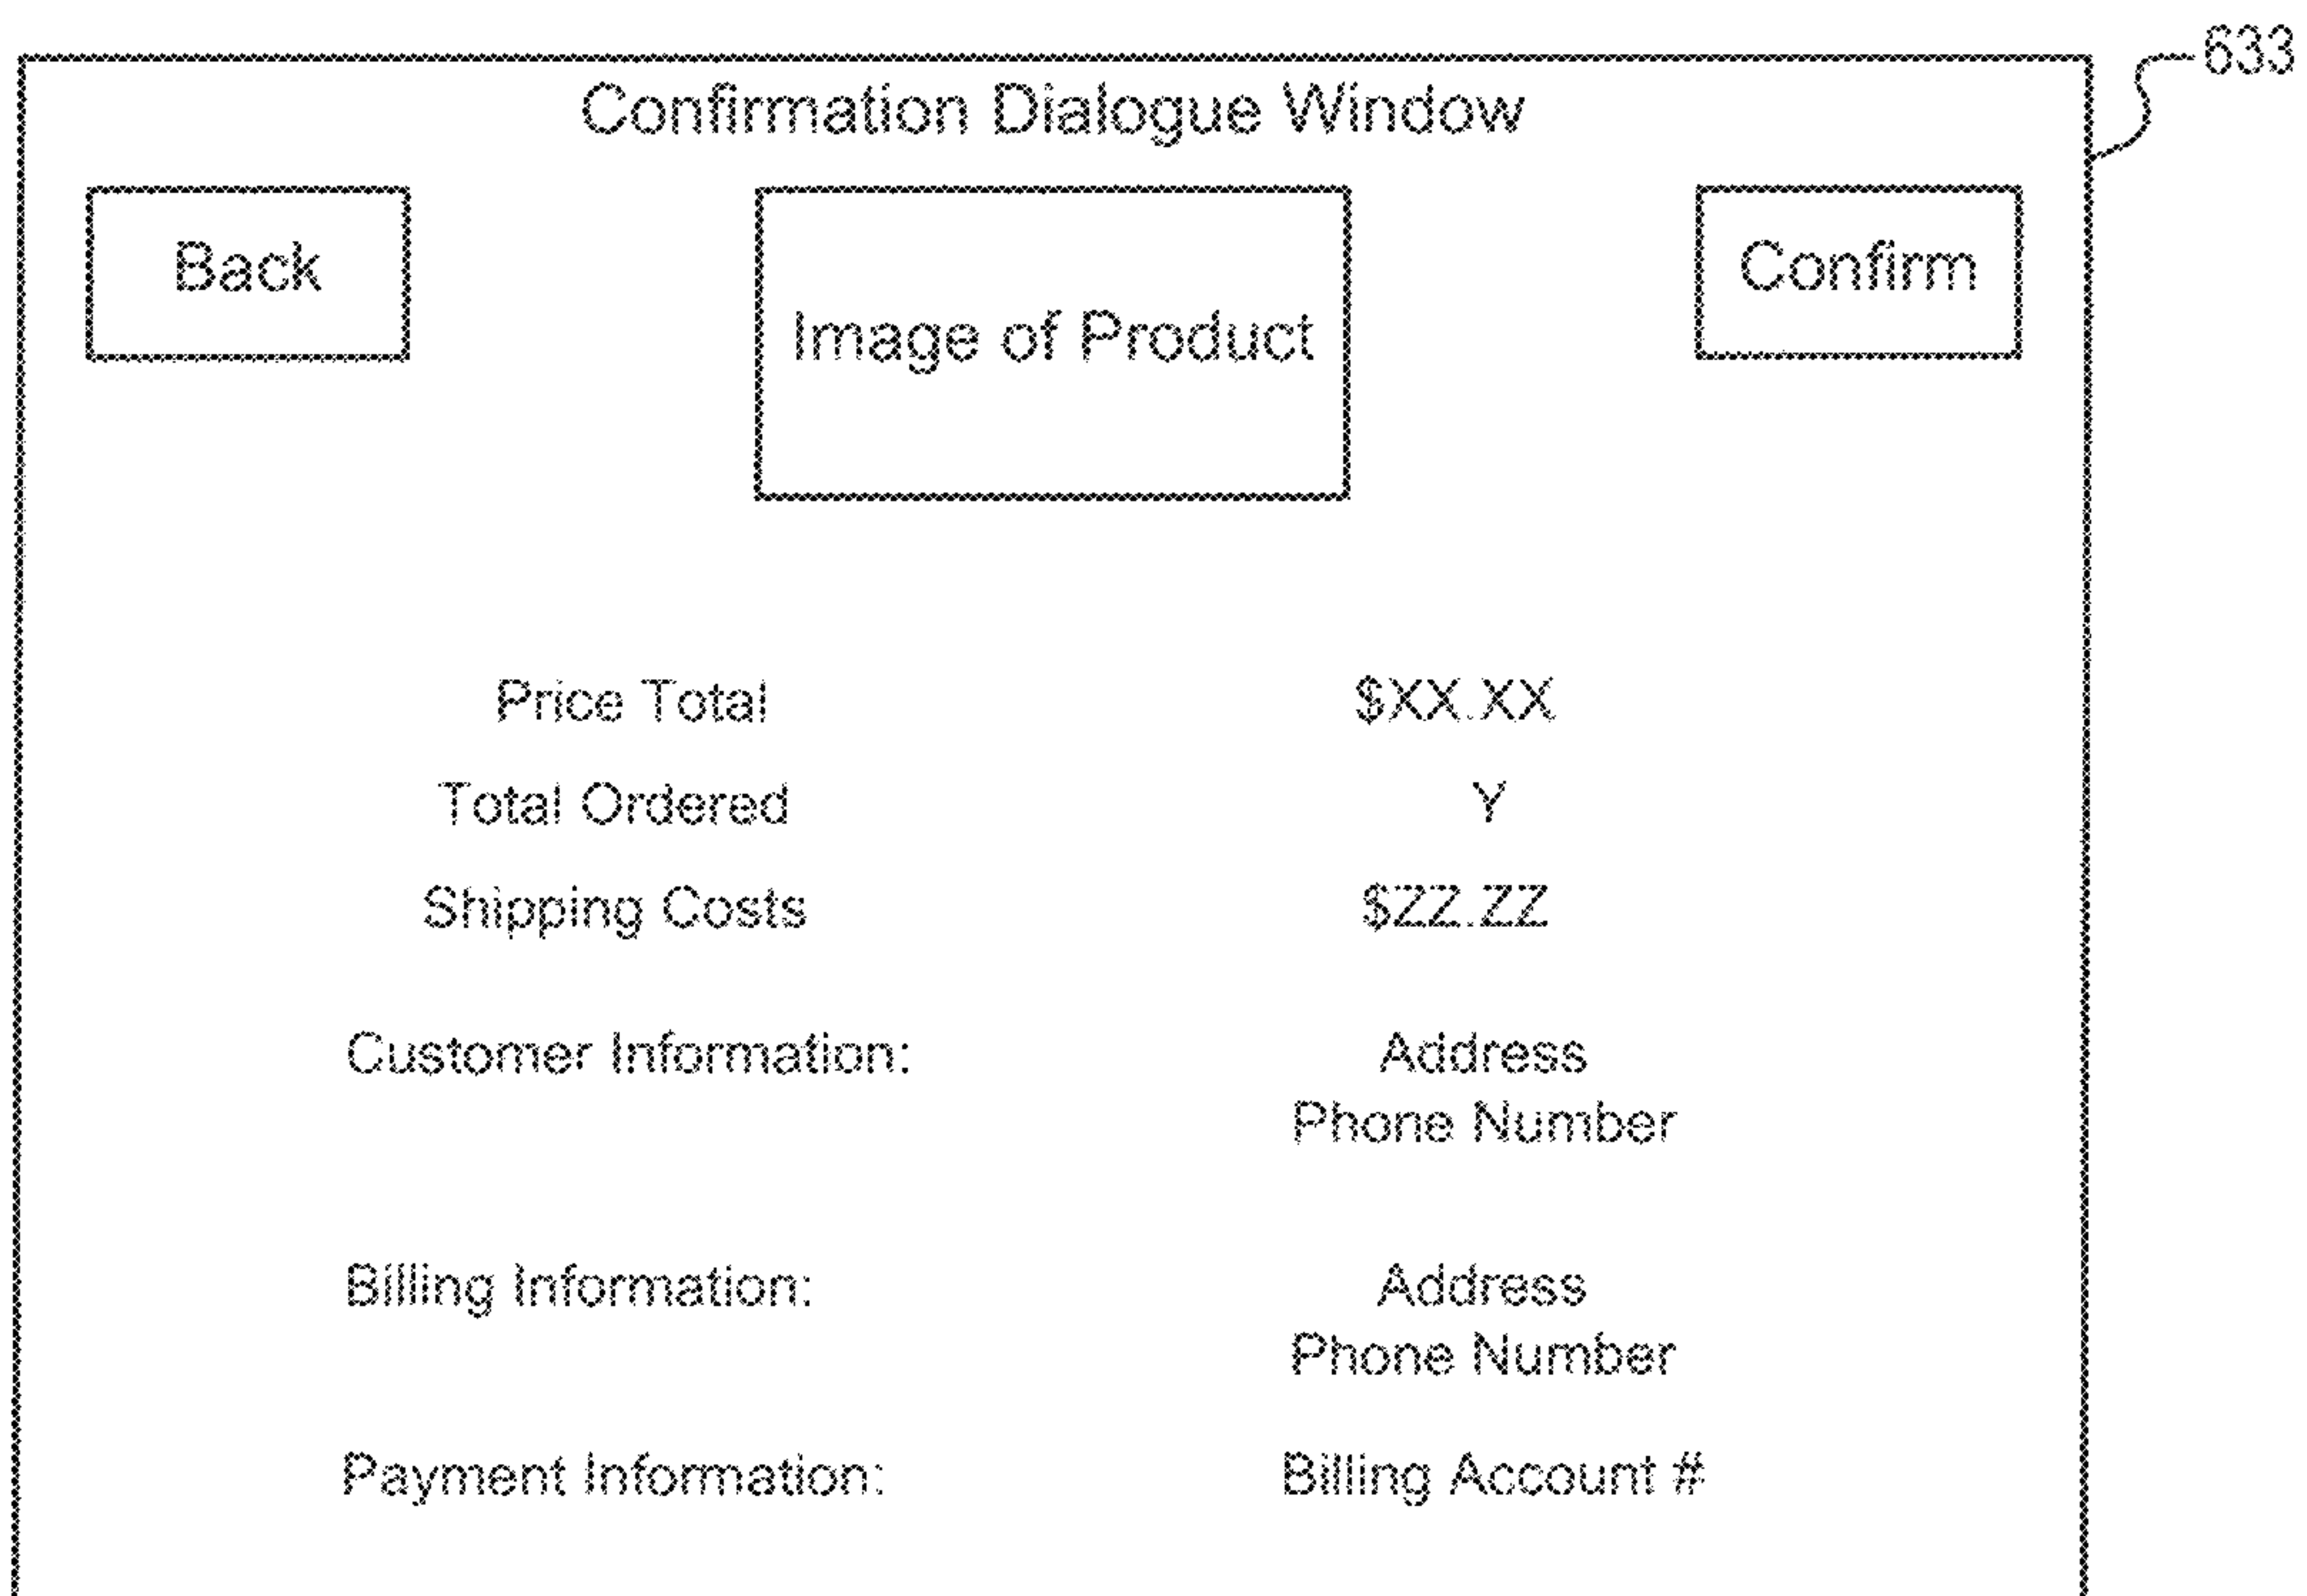 633
Confirmation Dialogue Window
Back
Image of Product
Confirm
Price Total $XX.XX
Total Ordered Y
Shipping Costs $ZZ.ZZ
Customer Information: Address
Phone Number
Billing Information: Address
Phone Number
Payment Information: Billing Account #